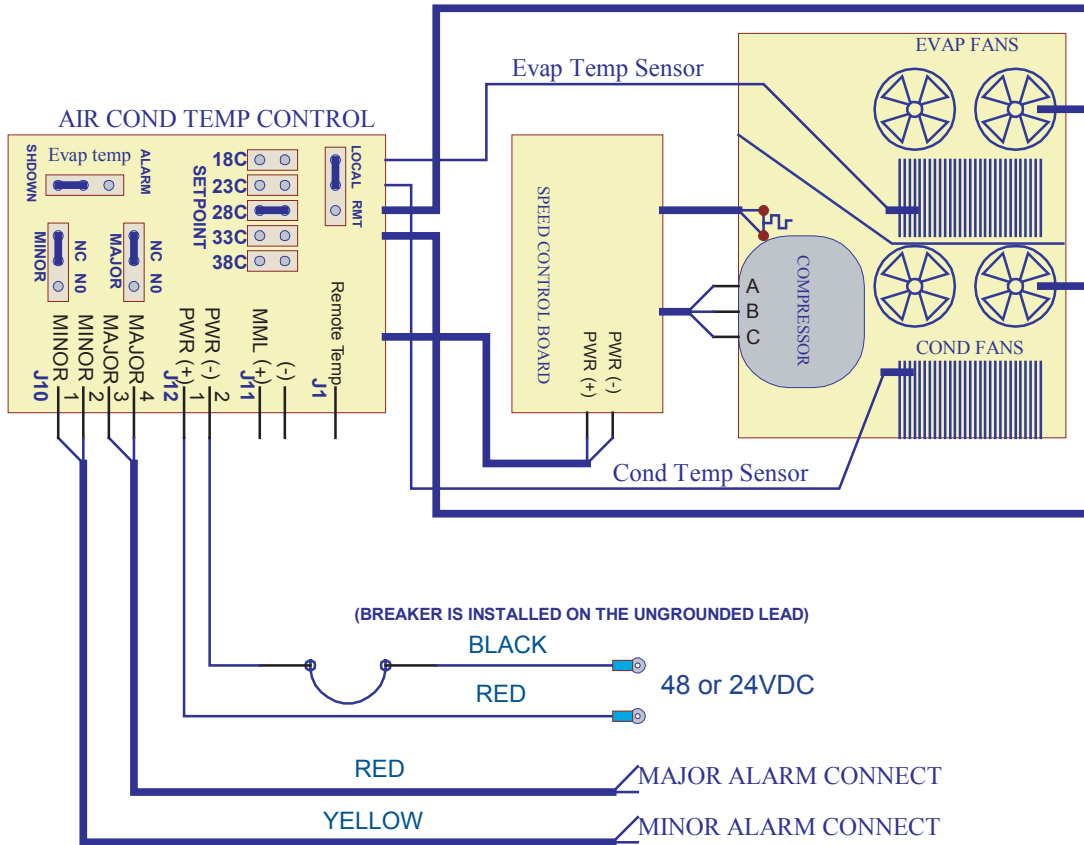 EVAP FANS
Evap Temp Sensor
AIR COND TEMP CONTROL
Evap temp
SHDOWN
ALARM
SETPOINT
18C
23C
28C
33C
38C
LOCAL
RMT
MINOR
NC
N0
MAJOR
NC
N0
MINOR
MINOR
MAJOR
MAJOR
PWR (+)
PWR (-)
MML (+)
(-)
Remote Temp
J10
1
2
3
4
J12
1
2
J11
J1
SPEED CONTROL BOARD
PWR (+)
PWR (-)
A
B
C
COMPRESSOR
COND FANS
Cond Temp Sensor
(BREAKER IS INSTALLED ON THE UNGROUNDED LEAD)
BLACK
48 or 24VDC
RED
RED
MAJOR ALARM CONNECT
YELLOW
MINOR ALARM CONNECT